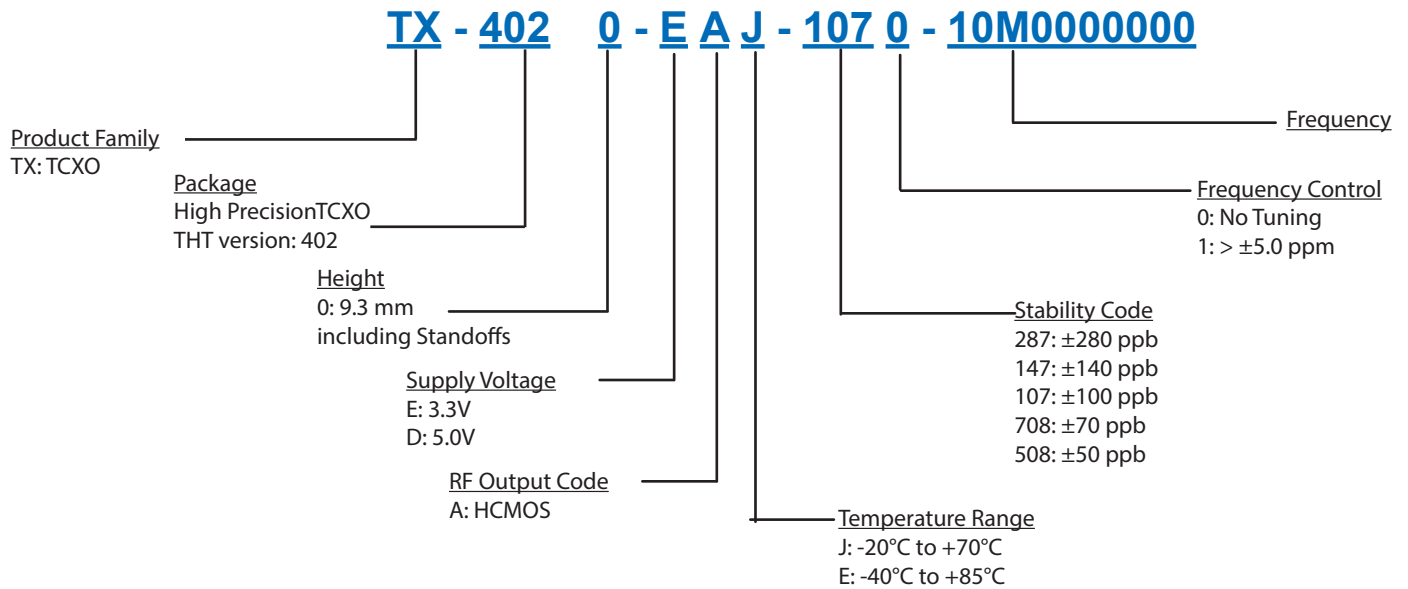 TX - 402 0 - E A J - 107 0 - 10M0000000
Product Family
TX: TCXO
Package
High PrecisionTCXO
THT version: 402
Height
0: 9.3 mm
including Standoffs
Supply Voltage
E: 3.3V
D: 5.0V
RF Output Code
A: HCMOS
Temperature Range
J: -20°C to +70°C
E: -40°C to +85°C
Stability Code
287: ±280 ppb
147: ±140 ppb
107: ±100 ppb
708: ±70 ppb
508: ±50 ppb
Frequency Control
0: No Tuning
1: > ±5.0 ppm
Frequency